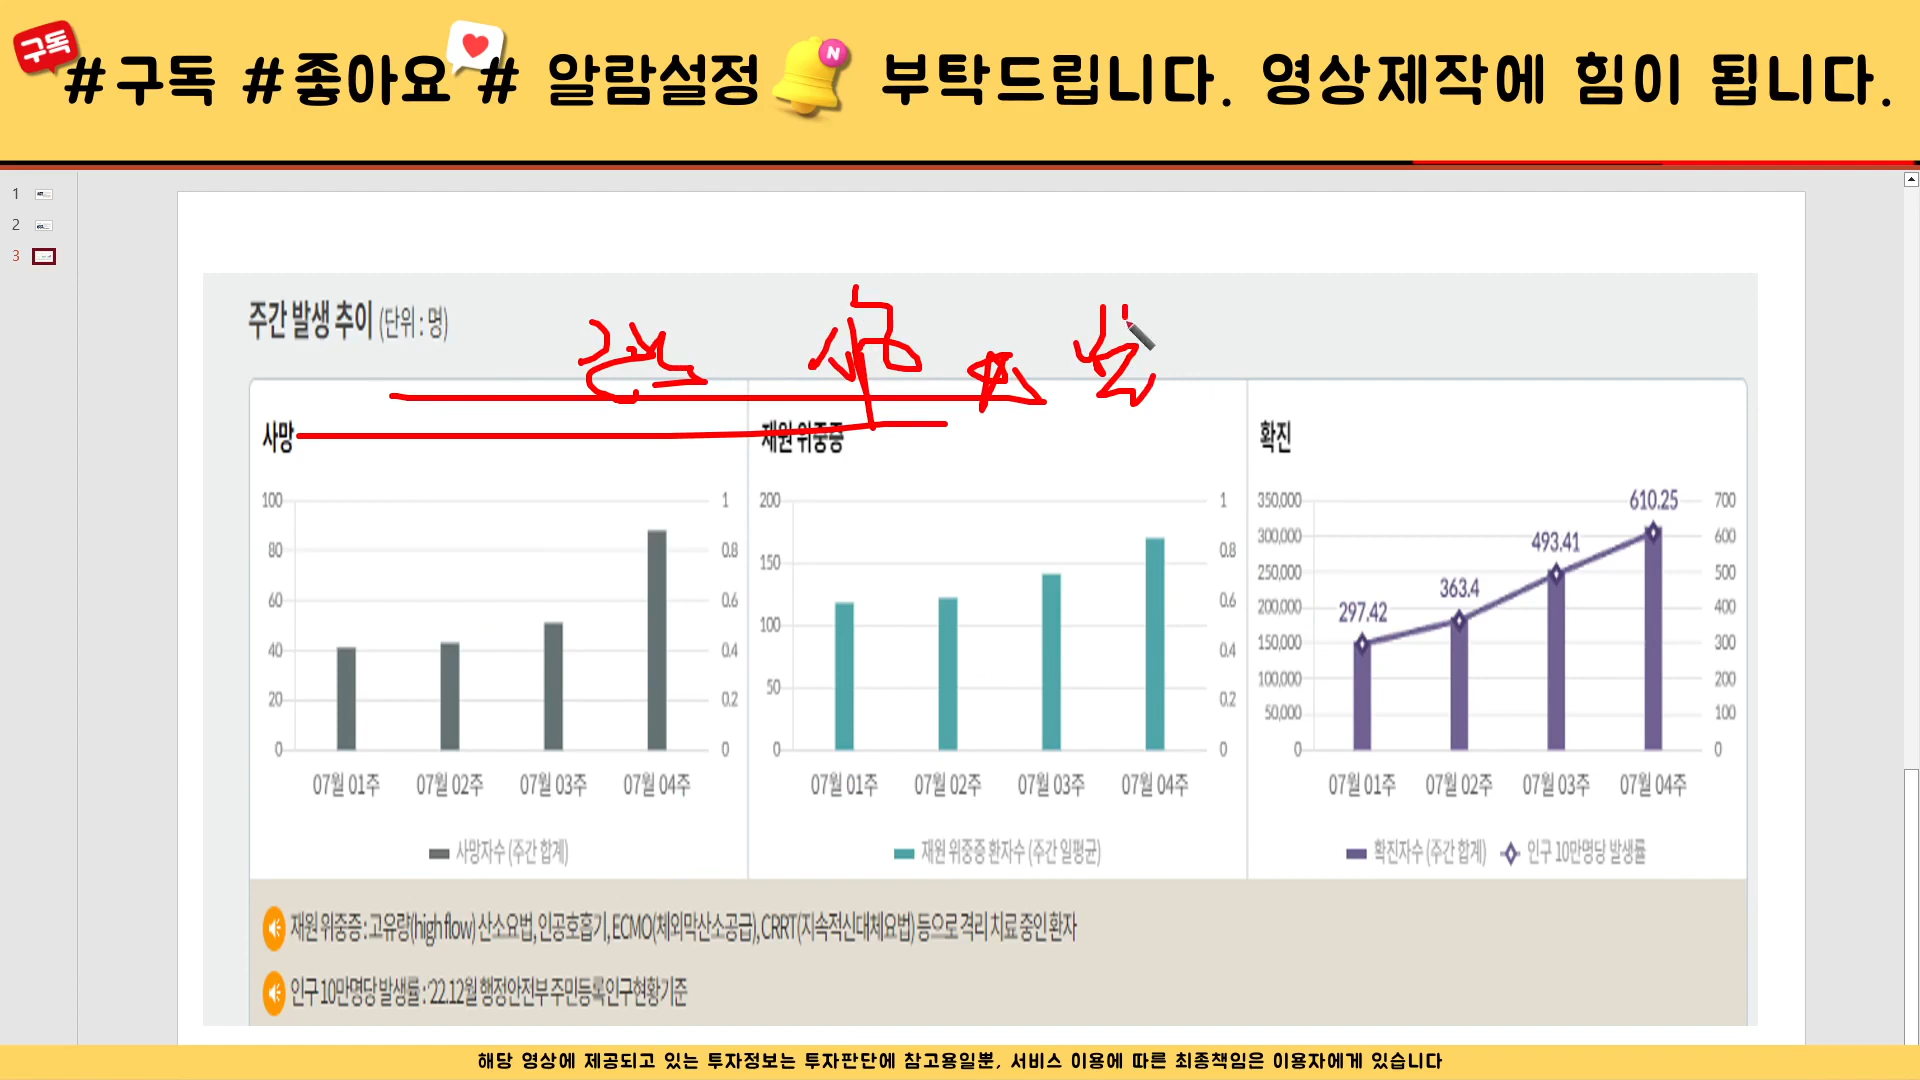 구독
#구독 #좋아요 # 알람설정 N 부탁드립니다. 영상제작에 힘이 됩니다.
1
2
3
주간 발생 추이 (단위 : 명)
사망
100 1
80 0.8
60 0.6
40 0.4
20 0.2
0 0
07월 01주 07월 02주 07월 03주 07월 04주
사망자수 (주간 합계)
재원 위중증
200 1
150 0.8
100 0.6
50 0.4
0 0.2
0
07월 01주 07월 02주 07월 03주 07월 04주
재원 위중증 환자수 (주간 일평균)
확진
350,000 610.25 700
300,000 493.41 600
250,000 363.4 500
200,000 297.42 400
150,000 300
100,000 200
50,000 100
0 0
07월 01주 07월 02주 07월 03주 07월 04주
확진자수 (주간 합계) 인구 10만명당 발생률
재원 위중증 : 고유량(high flow) 산소요법, 인공호흡기, ECMO(체외막산소공급), CRRT(지속적신대체요법) 등으로 격리 치료 중인 환자
인구 10만명당 발생률 : '22.12월 행정안전부 주민등록인구현황 기준
해당 영상에 제공되고 있는 투자정보는 투자판단에 참고용일뿐, 서비스 이용에 따른 최종책임은 이용자에게 있습니다